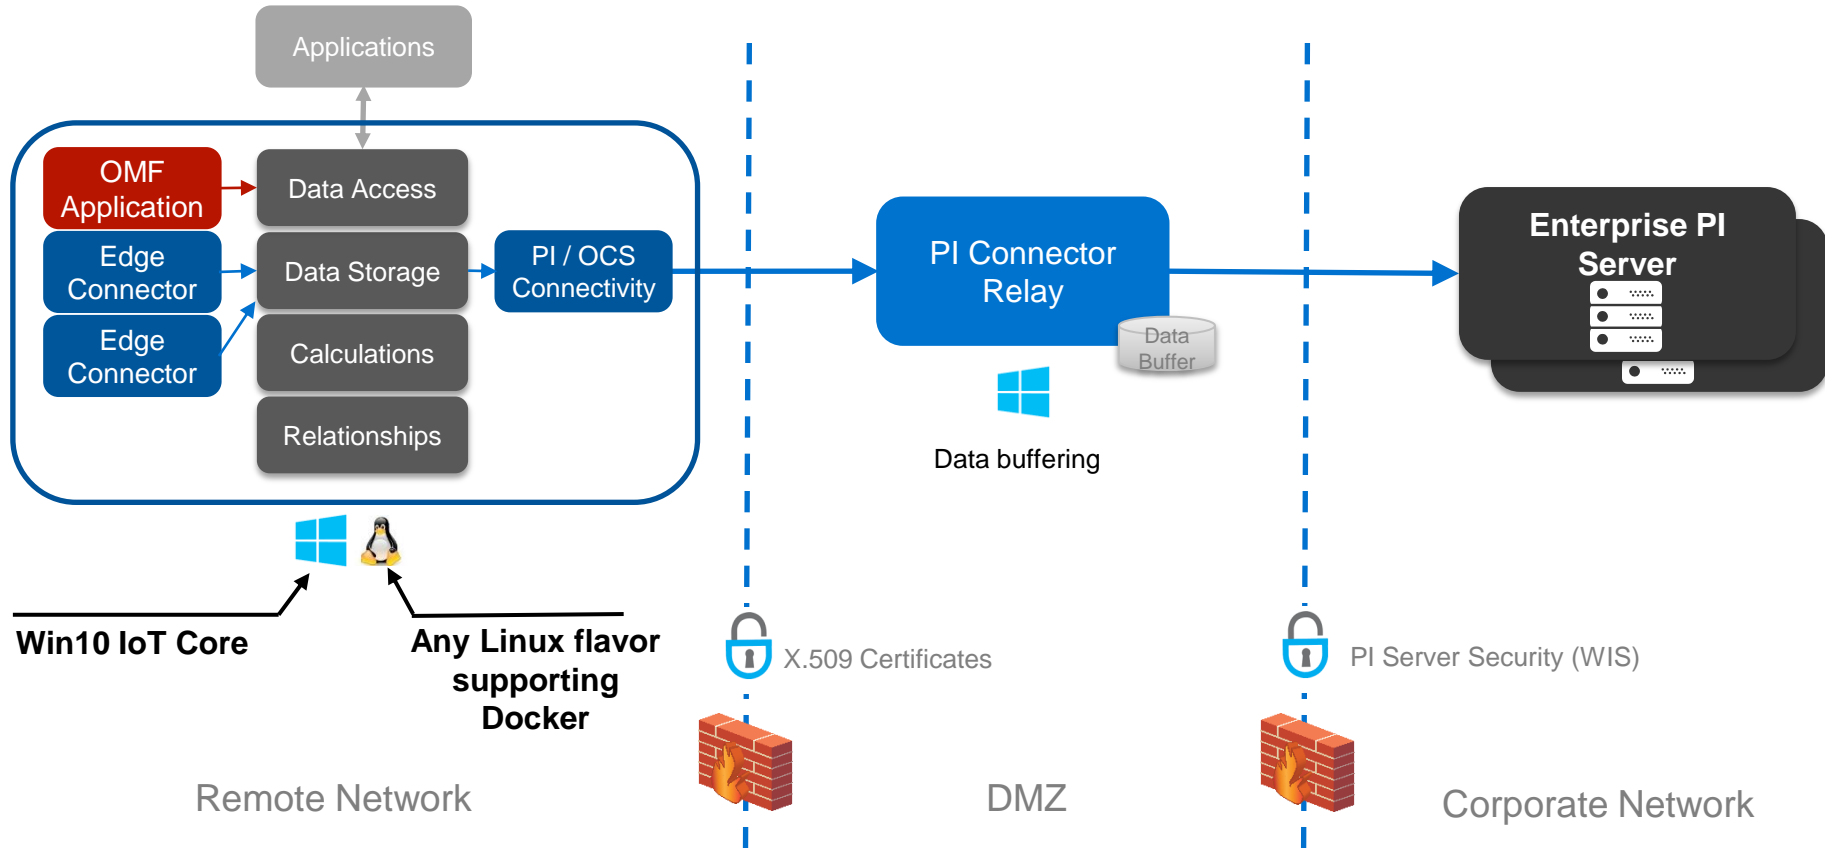 Applications
OMF
Application
Data Access
Edge
Connector
Data Storage
PI / OCS
Connectivity
Edge
Connector
Calculations
Relationships
PI Connector
Relay
Data
Buffer
Data buffering
Enterprise PI
Server
Win10 IoT Core
Any Linux flavor
supporting
Docker
X.509 Certificates
PI Server Security (WIS)
Remote Network
DMZ
Corporate Network